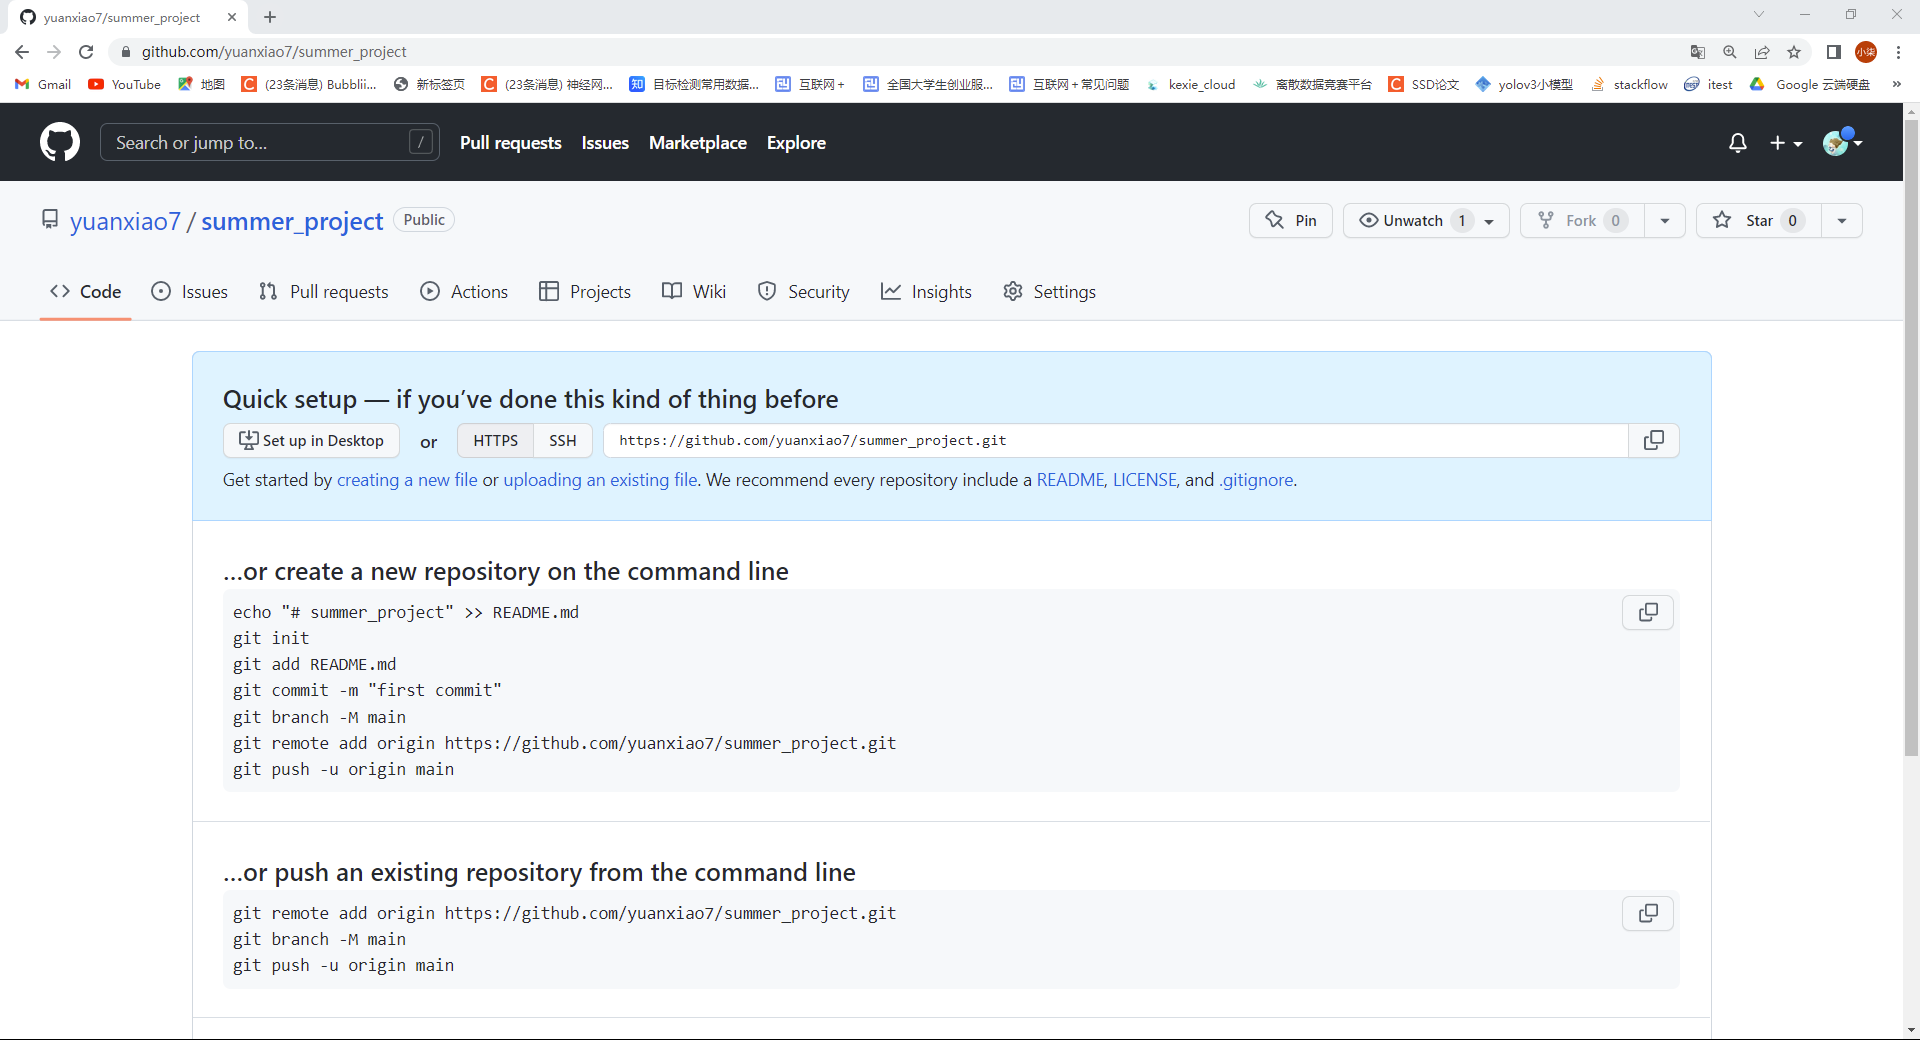 yuanxiao7/summer_project
github.com/yuanxiao7/summer_project
小柒
Gmail
YouTube
地图
(23条消息) Bubblii...
新标签页
(23条消息) 神经网...
知 目标检测常用数据...
互联网 +
全国大学生创业服...
互联网 + 常见问题
kexie_cloud
离散数据竞赛平台
SSD论文
yolov3小模型
stackflow
itest
Google 云端硬盘
»
Search or jump to...
/
Pull requests
Issues
Marketplace
Explore
yuanxiao7 / summer_project
Public
Pin
Unwatch 1
Fork 0
Star 0
Code
Issues
Pull requests
Actions
Projects
Wiki
Security
Insights
Settings
Quick setup — if you’ve done this kind of thing before
Set up in Desktop
or
HTTPS
SSH
https://github.com/yuanxiao7/summer_project.git
Get started by creating a new file or uploading an existing file. We recommend every repository include a README, LICENSE, and .gitignore.
…or create a new repository on the command line
echo "# summer_project" >> README.md
git init
git add README.md
git commit -m "first commit"
git branch -M main
git remote add origin https://github.com/yuanxiao7/summer_project.git
git push -u origin main
…or push an existing repository from the command line
git remote add origin https://github.com/yuanxiao7/summer_project.git
git branch -M main
git push -u origin main